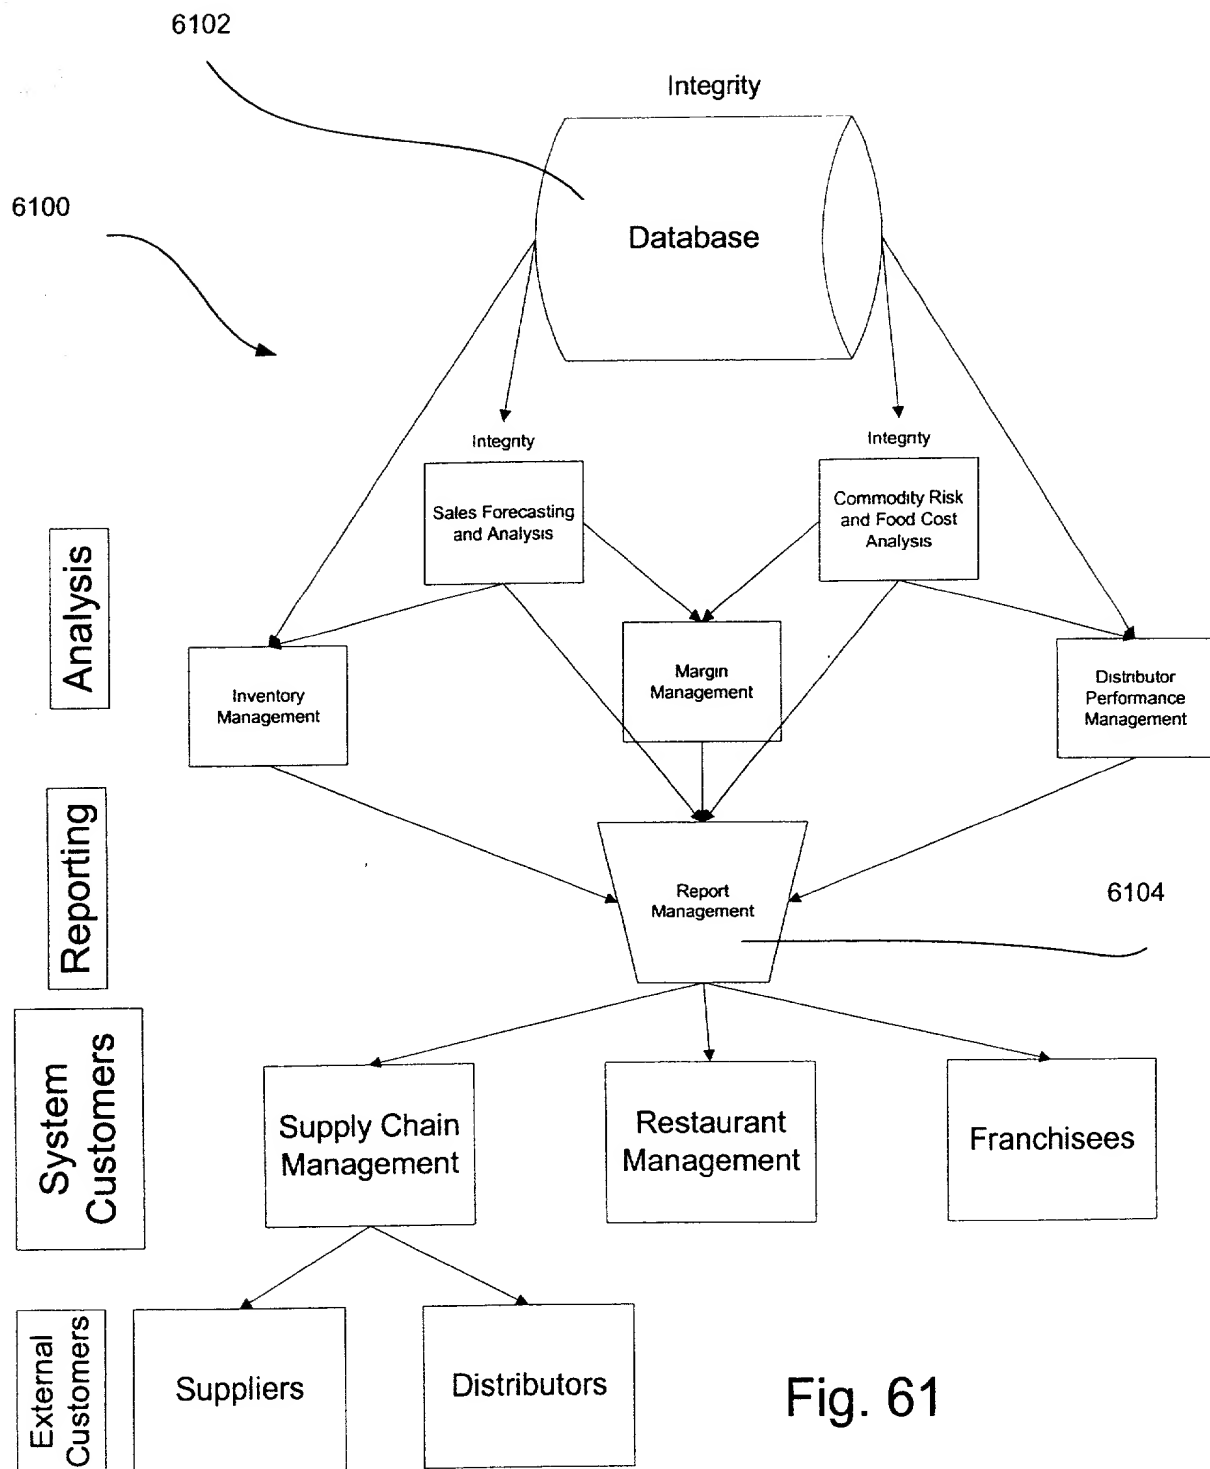 6102
Integrity
6100
Database
Integrity
Integrity
Sales Forecasting
and Analysis
Commodity Risk
and Food Cost
Analysis
Analysis
Inventory
Management
Margin
Management
Distributor
Performance
Management
Reporting
Report
Management
6104
System
Customers
Supply Chain
Management
Restaurant
Management
Franchisees
External
Customers
Suppliers
Distributors
Fig. 61